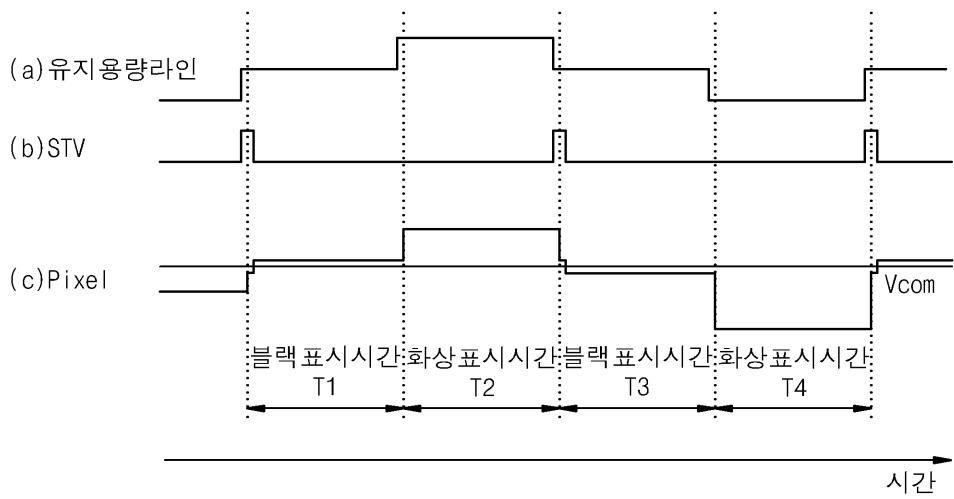 (a)유지용량라인
(b)STV
(c)Pixel
Vcom
블랙표시시간 화상표시시간 블랙표시시간 화상표시시간
T1 T2 T3 T4
시간